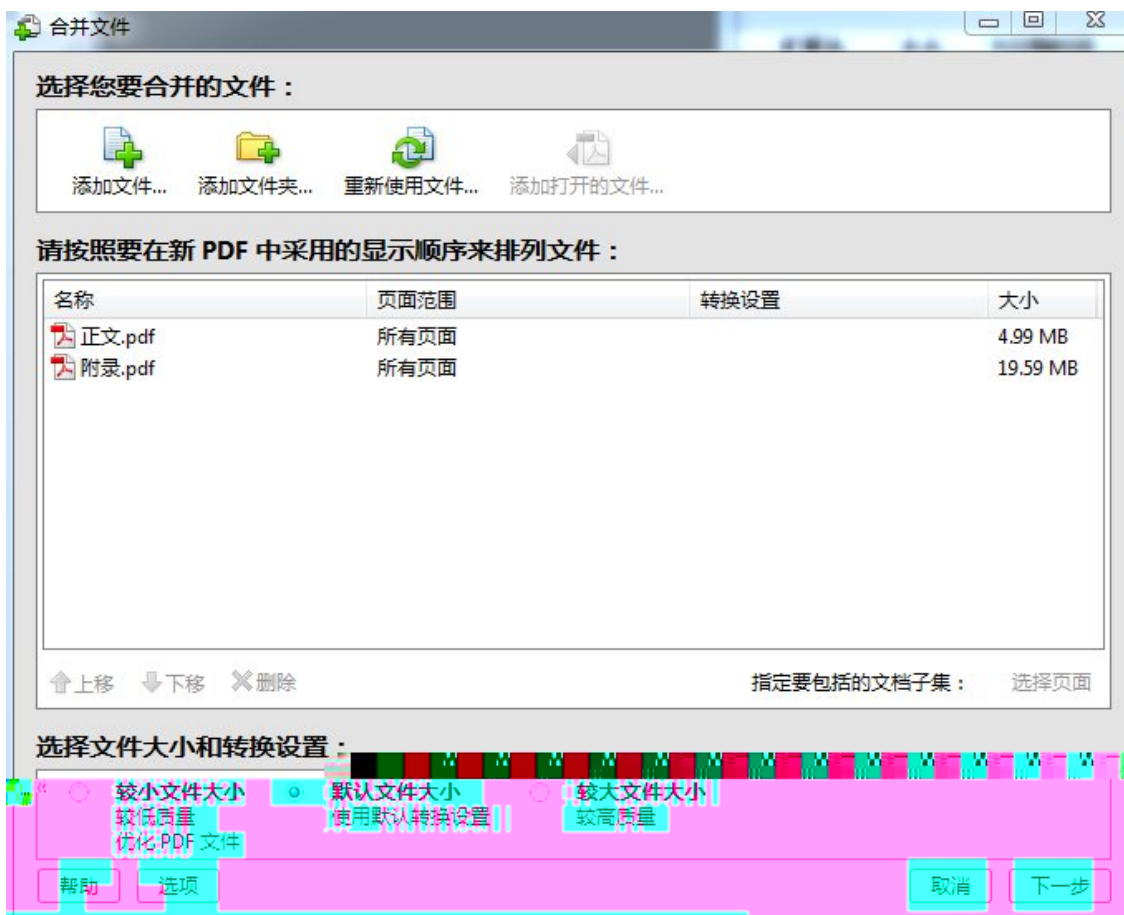 合并文件
选择您要合并的文件：
添加文件... 添加文件夹... 重新使用文件... 添加打开的文件...
请按照要在新 PDF 中采用的显示顺序来排列文件：
名称 页面范围 转换设置 大小
正文.pdf 所有页面 4.99 MB
附录.pdf 所有页面 19.59 MB
上移 下移 删除 指定要包括的文档子集： 选择页面
选择文件大小和转换设置：
较小文件大小 默认文件大小 较大文件大小
较低质量 使用默认转换设置 较高质量
优化 PDF 文件
帮助 选项 取消 下一步